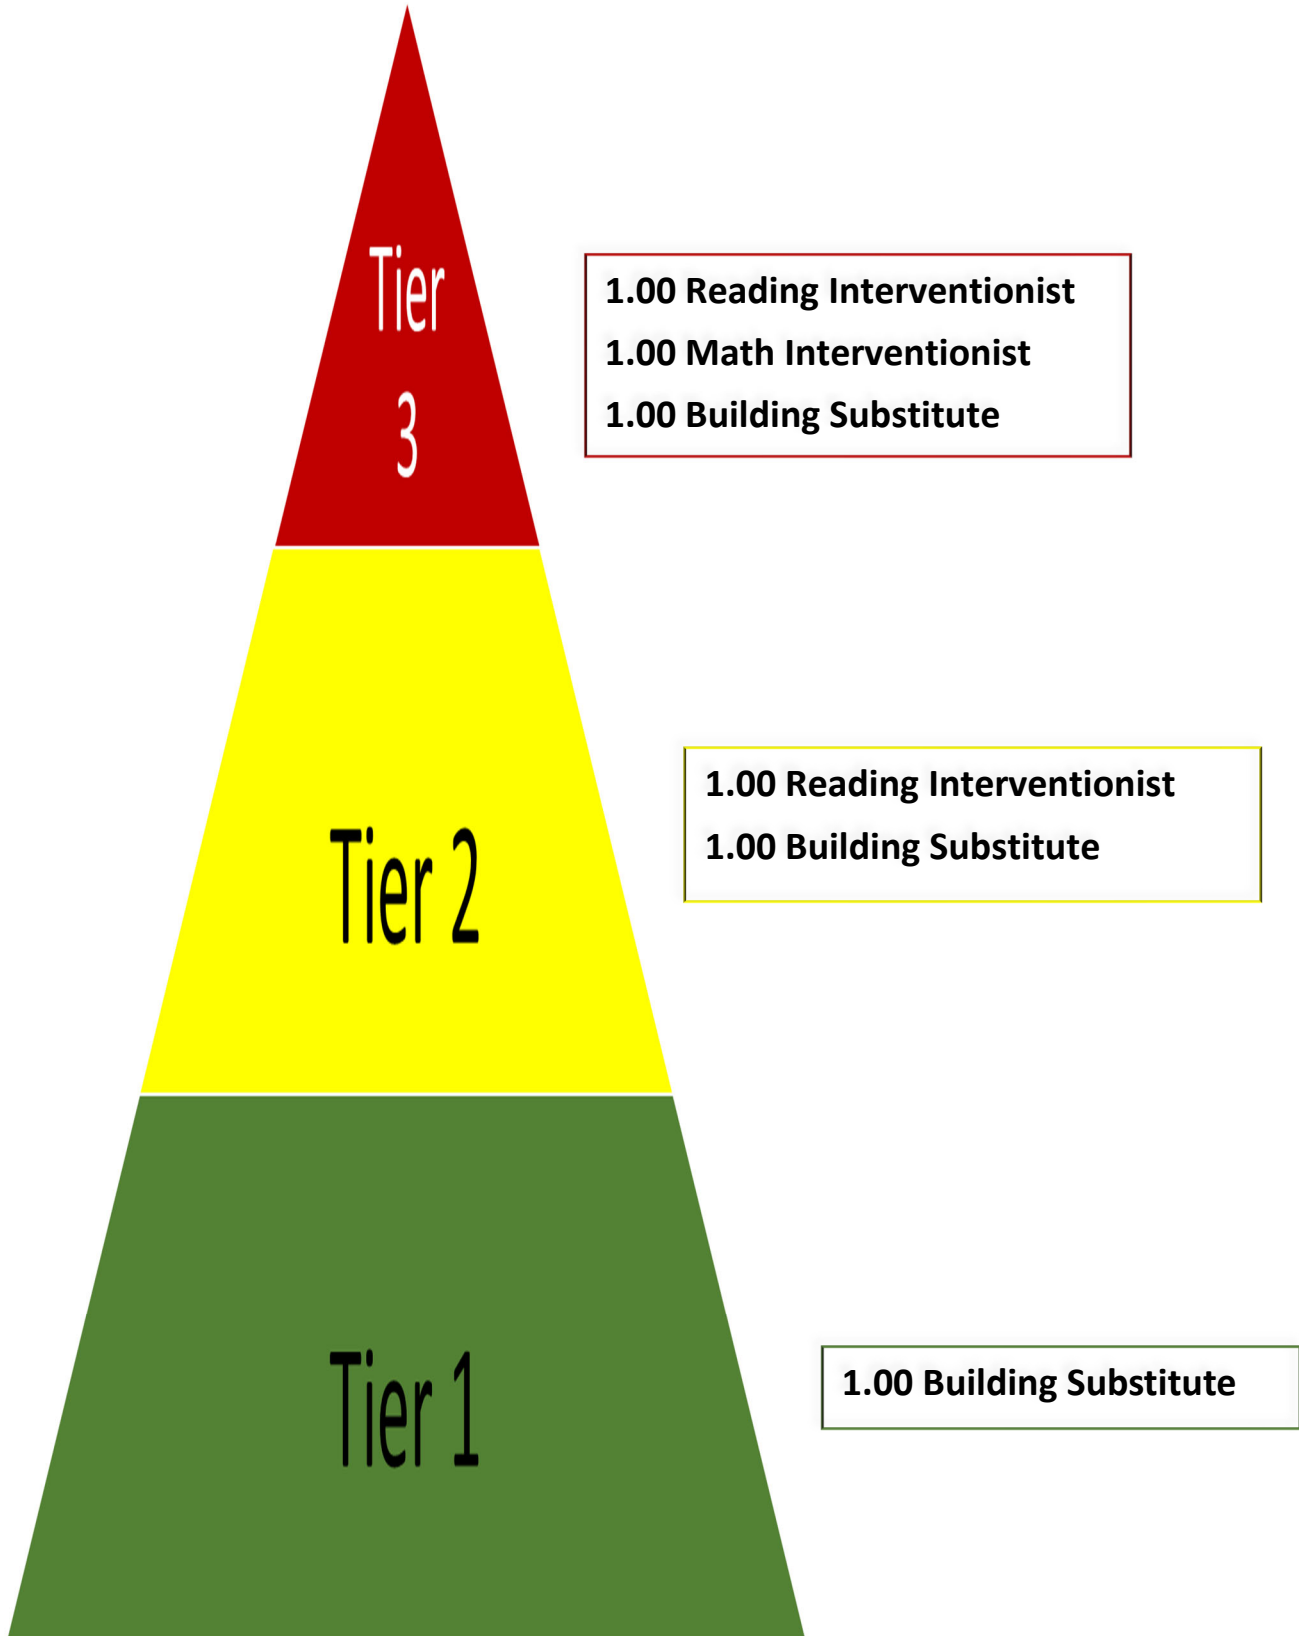 Tier
3
1.00 Reading Interventionist
1.00 Math Interventionist
1.00 Building Substitute
Tier 2
1.00 Reading Interventionist
1.00 Building Substitute
Tier 1
1.00 Building Substitute